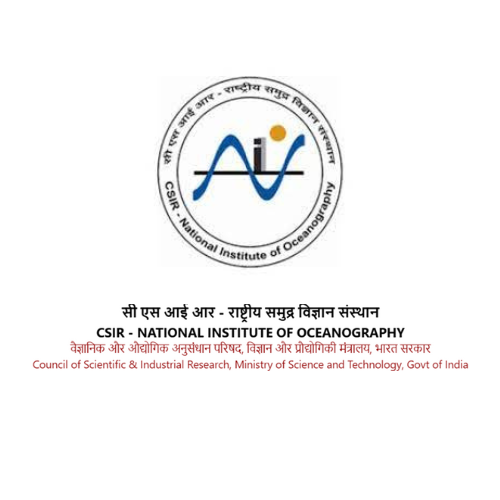 सी एस आई आर - राष्ट्रीय समुद्र विज्ञान संस्थान
CSIR - National Institute of Oceanography
सी एस आई आर - राष्ट्रीय समुद्र विज्ञान संस्थान
CSIR - NATIONAL INSTITUTE OF OCEANOGRAPHY
वैज्ञानिक और औद्योगिक अनुसंधान परिषद, विज्ञान और प्रौद्योगिकी मंत्रालय, भारत सरकार
Council of Scientific & Industrial Research, Ministry of Science and Technology, Govt of India